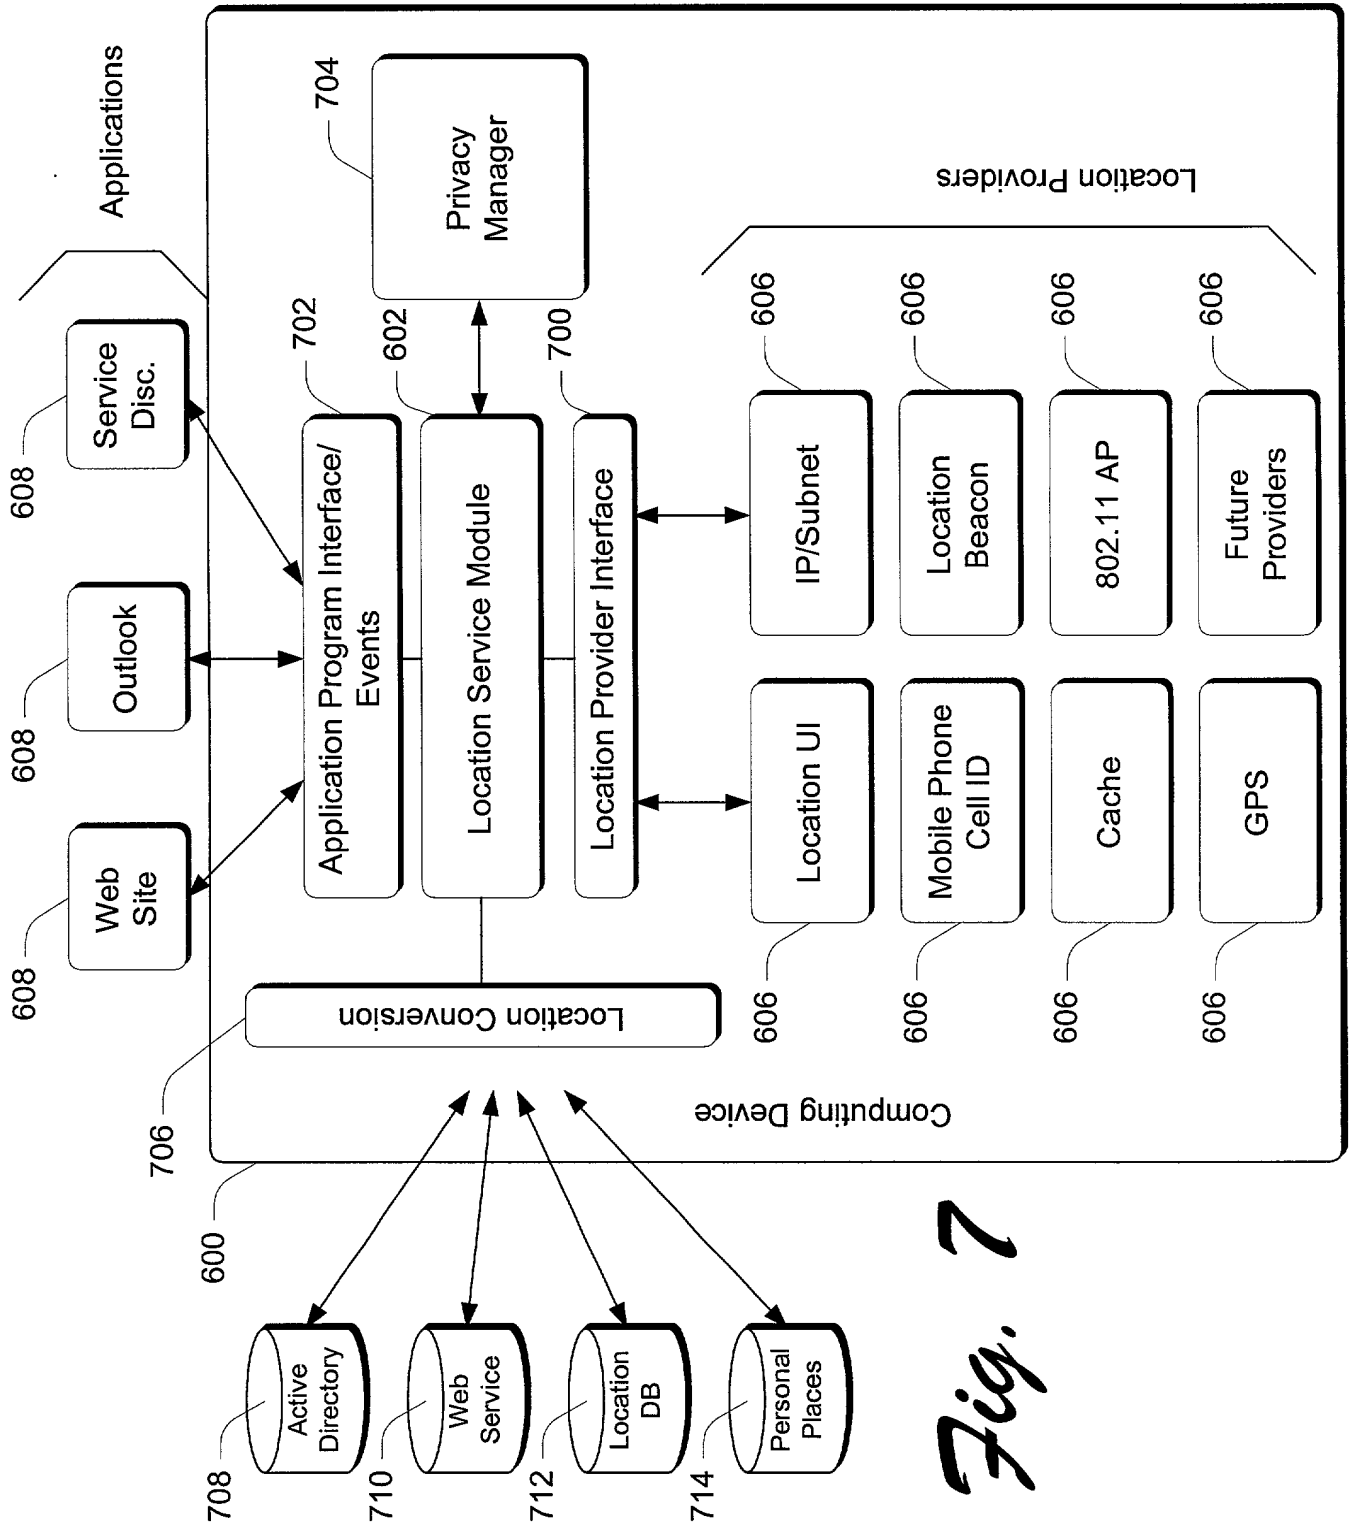 Applications
608
Web
Site
608
Outlook
608
Service
Disc.
600
706
Location Conversion
Computing Device
702
Application Program Interface/
Events
602
Location Service Module
700
Location Provider Interface
704
Privacy
Manager
708
Active
Directory
710
Web
Service
712
Location
DB
714
Personal
Places
Location Providers
606
Location UI
606
IP/Subnet
606
Mobile Phone
Cell ID
606
Location
Beacon
606
Cache
606
802.11 AP
606
GPS
606
Future
Providers
Fig. 7